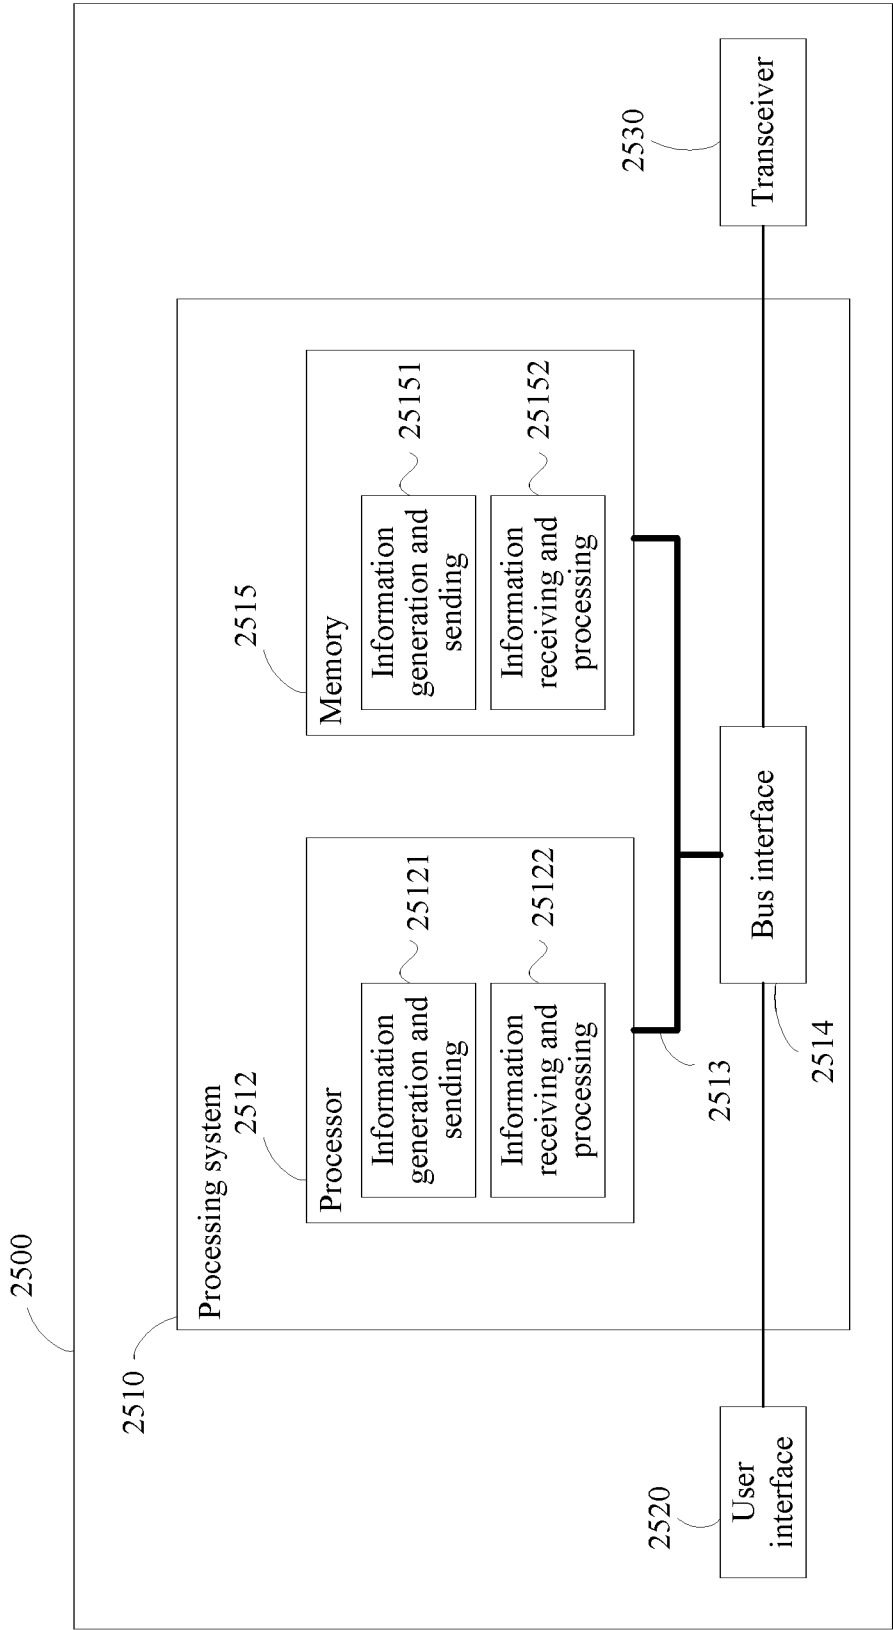 2500
2510
Processing system
2512
Processor
Information
generation and
sending
25121
Information
receiving and
processing
25122
2515
Memory
Information
generation and
sending
25151
Information
receiving and
processing
25152
2513
2520
User
interface
Bus interface
2514
2530
Transceiver